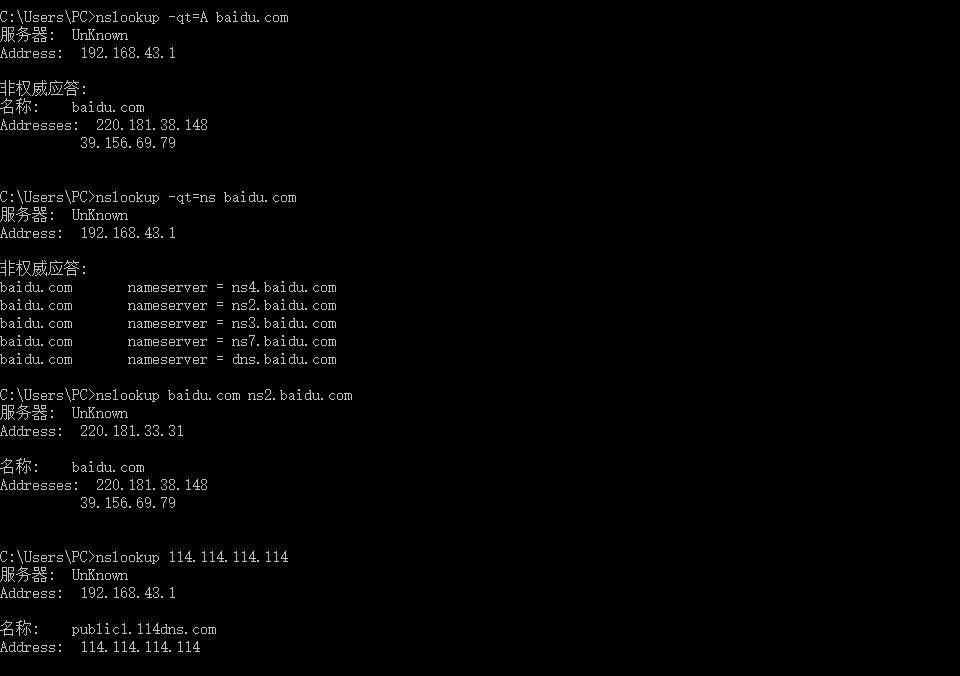 C:\Users\PC>nslookup -qt=A baidu.com
服务器:  UnKnown
Address:  192.168.43.1
非权威应答:
名称:    baidu.com
Addresses:  220.181.38.148
          39.156.69.79
C:\Users\PC>nslookup -qt=ns baidu.com
服务器:  UnKnown
Address:  192.168.43.1
非权威应答:
baidu.com       nameserver = ns4.baidu.com
baidu.com       nameserver = ns2.baidu.com
baidu.com       nameserver = ns3.baidu.com
baidu.com       nameserver = ns7.baidu.com
baidu.com       nameserver = dns.baidu.com
C:\Users\PC>nslookup baidu.com ns2.baidu.com
服务器:  UnKnown
Address:  220.181.33.31
名称:    baidu.com
Addresses:  220.181.38.148
          39.156.69.79
C:\Users\PC>nslookup 114.114.114.114
服务器:  UnKnown
Address:  192.168.43.1
名称:    public1.114dns.com
Address:  114.114.114.114